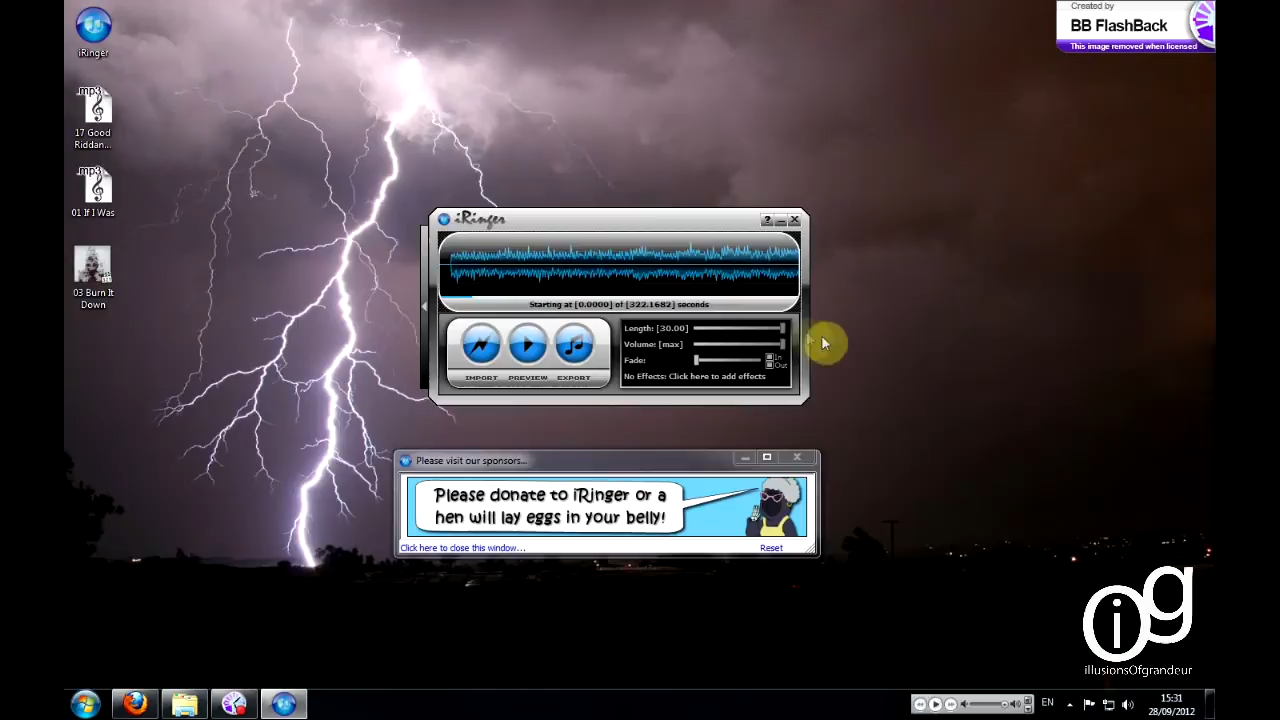 iRinger
.mp3
17 Good
Riddan...
.mp3
01 If I Was
03 Burn It
Down
Created by
BB FlashBack
This image removed when licensed
iRinger
?
Starting at [0.0000] of [322.1682] seconds
IMPORT PREVIEW EXPORT
Length: [30.00]
Volume: [max]
Fade: In
Out
No Effects: Click here to add effects
Please visit our sponsors...
Please donate to iRinger or a
hen will lay eggs in your belly!
Click here to close this window... Reset
ig
illusionsOfgrandeur
EN
15:31
28/09/2012